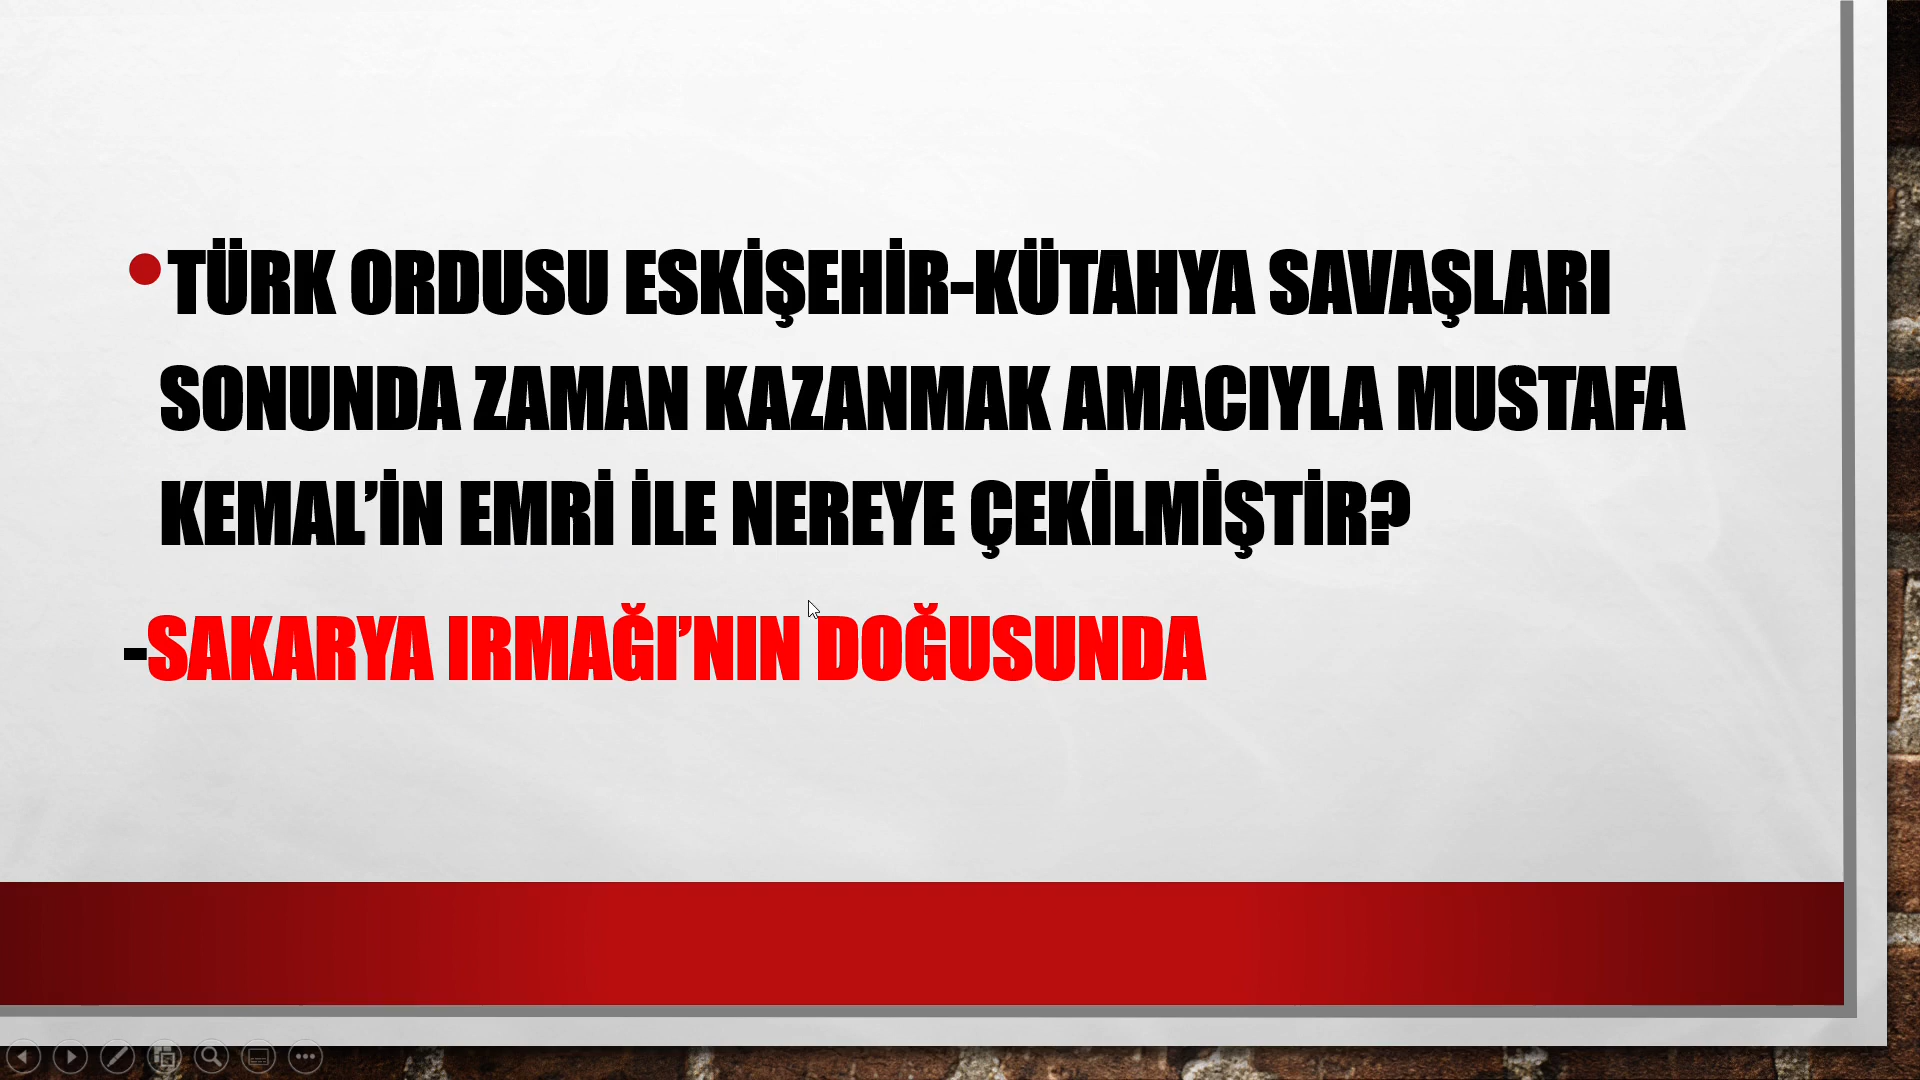 •TÜRK ORDUSU ESKİŞEHİR-KÜTAHYA SAVAŞLARI
SONUNDA ZAMAN KAZANMAK AMACIYLA MUSTAFA
KEMAL’İN EMRİ İLE NEREYE ÇEKİLMİŞTİR?
-SAKARYA IRMAĞI’NIN DOĞUSUNDA